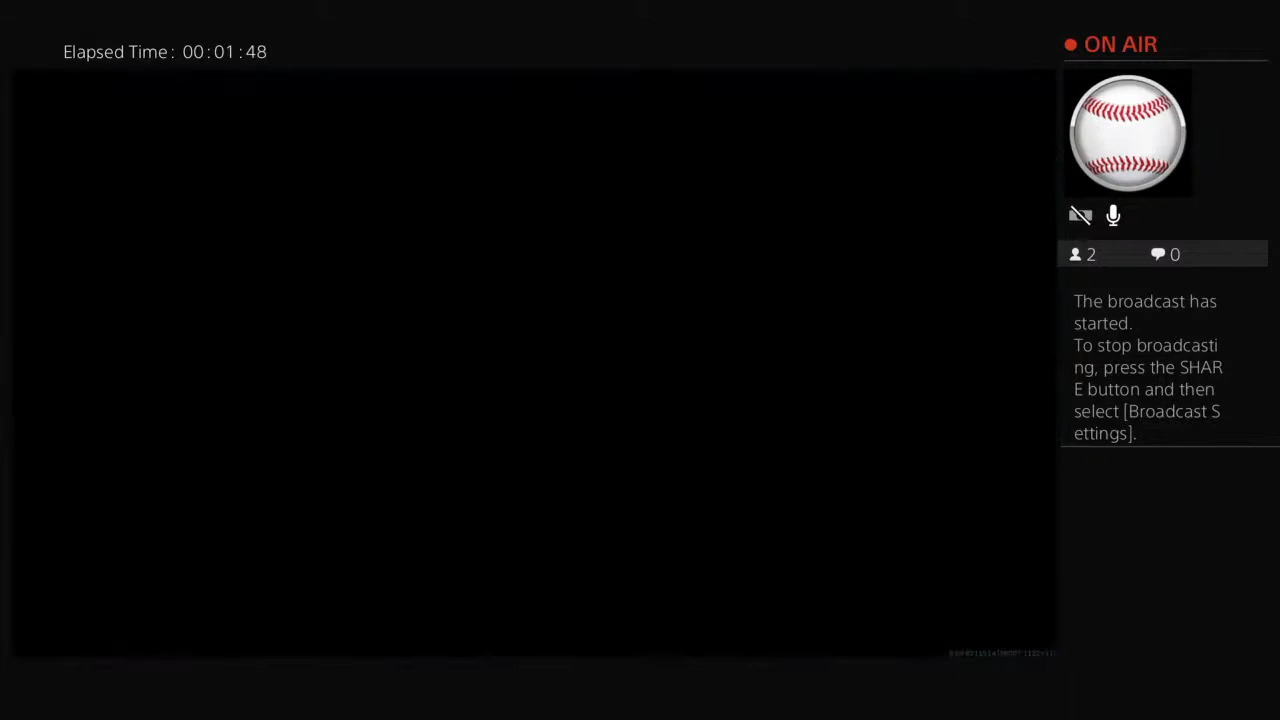 Elapsed Time: 00:01:48
ON AIR
2
0
The broadcast has
started.
To stop broadcasti
ng, press the SHAR
E button and then
select [Broadcast S
ettings].